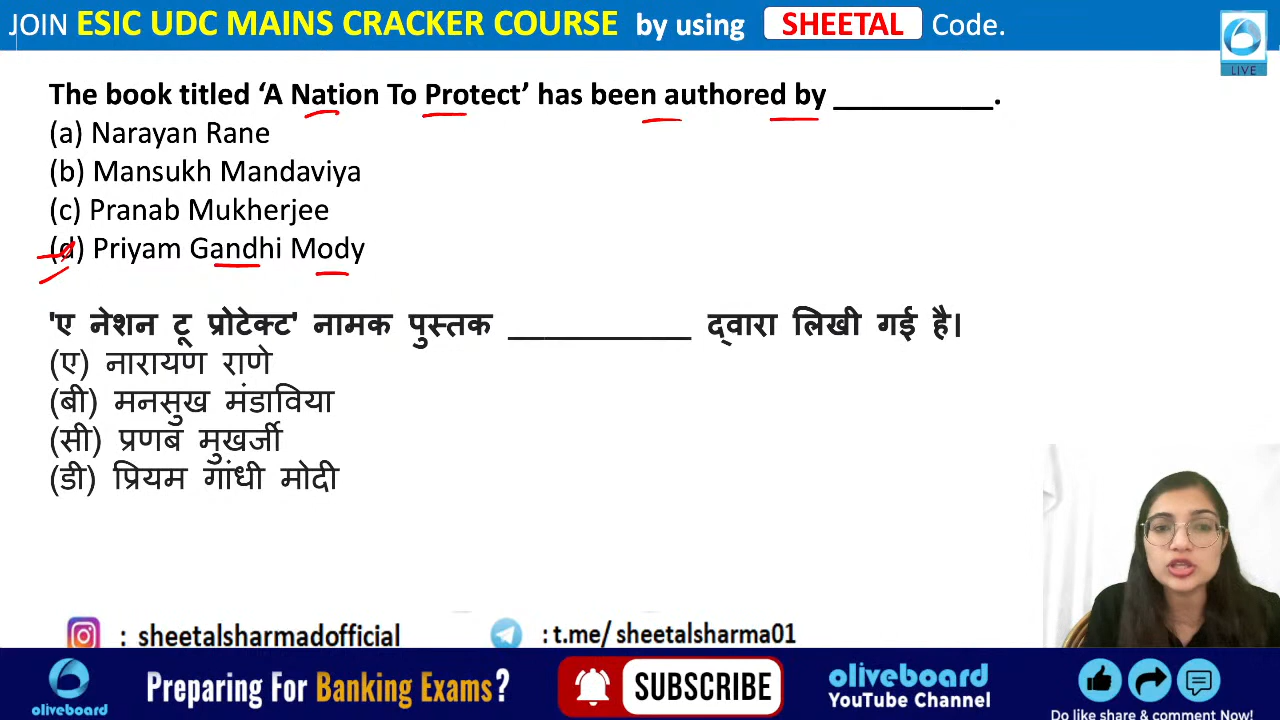 JOIN ESIC UDC MAINS CRACKER COURSE by using SHEETAL Code.
LIVE
The book titled ‘A Nation To Protect’ has been authored by __________.
(a) Narayan Rane
(b) Mansukh Mandaviya
(c) Pranab Mukherjee
(d) Priyam Gandhi Mody
'ए नेशन टू प्रोटेक्ट' नामक पुस्तक ___________ द्वारा लिखी गई है।
(ए) नारायण राणे
(बी) मनसुख मंडाविया
(सी) प्रणब मुखर्जी
(डी) प्रियम गांधी मोदी
: sheetalsharmadofficial : t.me/ sheetalsharma01
oliveboard Preparing For Banking Exams? SUBSCRIBE oliveboard
YouTube Channel
Do like share & comment Now!